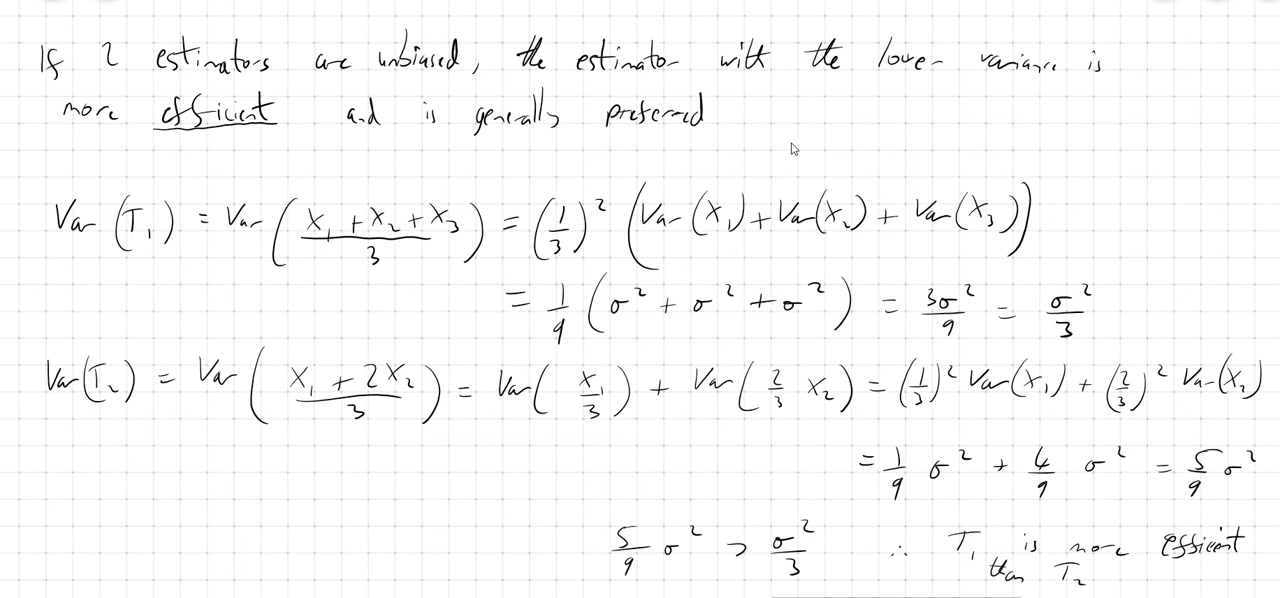 If 2 estimators are unbiased, the estimator with the lower variance is
more efficient and is generally preferred
Var (T₁) = Var ( (X₁ + X₂ + X₃)/3 ) = (1/3)² (Var (X₁) + Var(X₂) + Var(X₃))
= 1/9 (σ² + σ² + σ²) = 3σ²/9 = σ²/3
Var(T₂) = Var ( (X₁ + 2X₂)/3 ) = Var( X₁/3 ) + Var ( 2/3 X₂ ) = (1/3)² Var(X₁) + (2/3)² Var(X₂)
= 1/9 σ² + 4/9 σ² = 5/9 σ²
5/9 σ² > σ²/3 ∴ T₁ is more efficient
than T₂